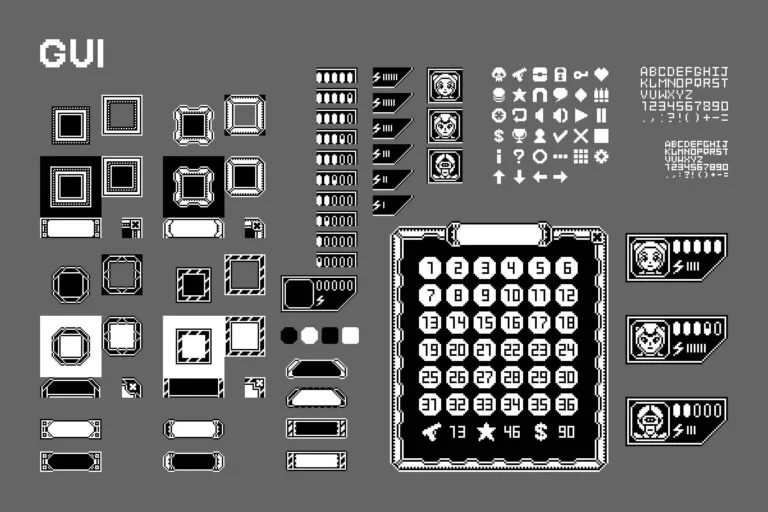 GUI
ABCDEFGHIJ
KLMNOPQRST
UVWXYZ
1234567890
.,:?!()+-=
ABCDEFGHIJ
KLMNOPQRST
UVWXYZ
1234567890
.,:?!()+-=
$
i ?
1 2 3 4 5 6
7 8 9 10 11 12
13 14 15 16 17 18
19 20 21 22 23 24
25 26 27 28 29 30
31 32 33 34 35 36
73 46 $ 90